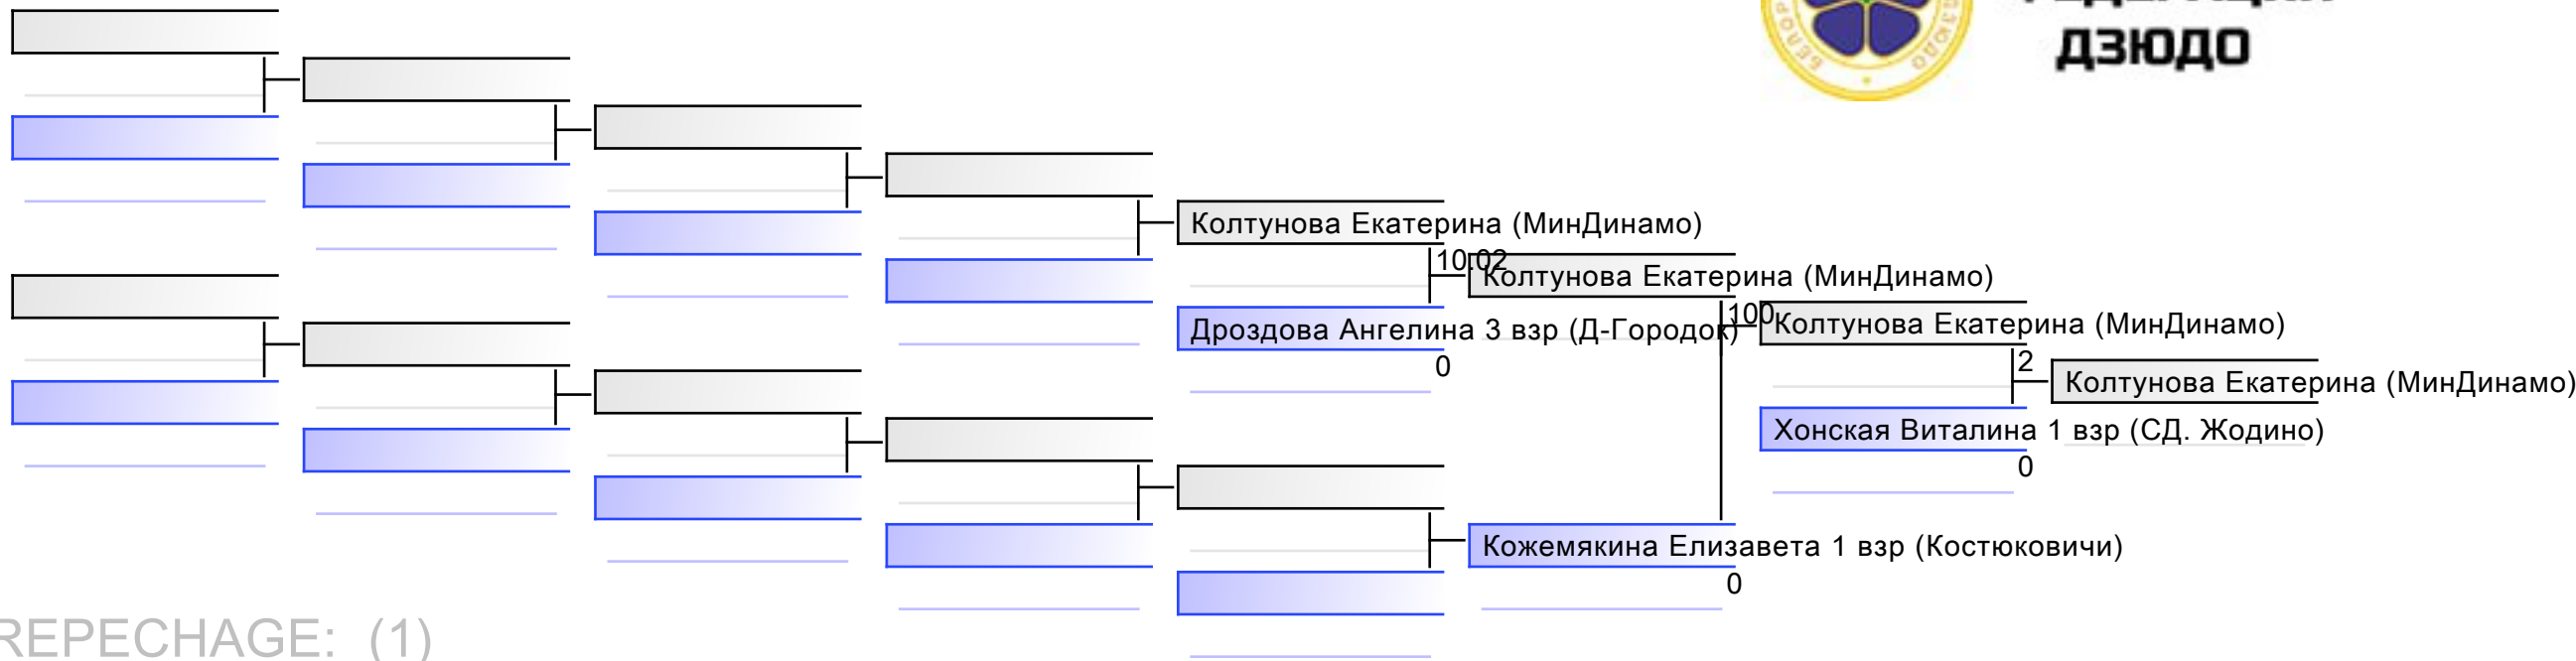 ДЗЮДО
Колтунова Екатерина (МинДинамо)
10.02
Колтунова Екатерина (МинДинамо)
100
Дроздова Ангелина 3 взр (Д-Городок)
0
Колтунова Екатерина (МинДинамо)
2
Колтунова Екатерина (МинДинамо)
Хонская Виталина 1 взр (СД. Жодино)
0
Кожемякина Елизавета 1 взр (Костюковичи)
0
REPECHAGE: (1)